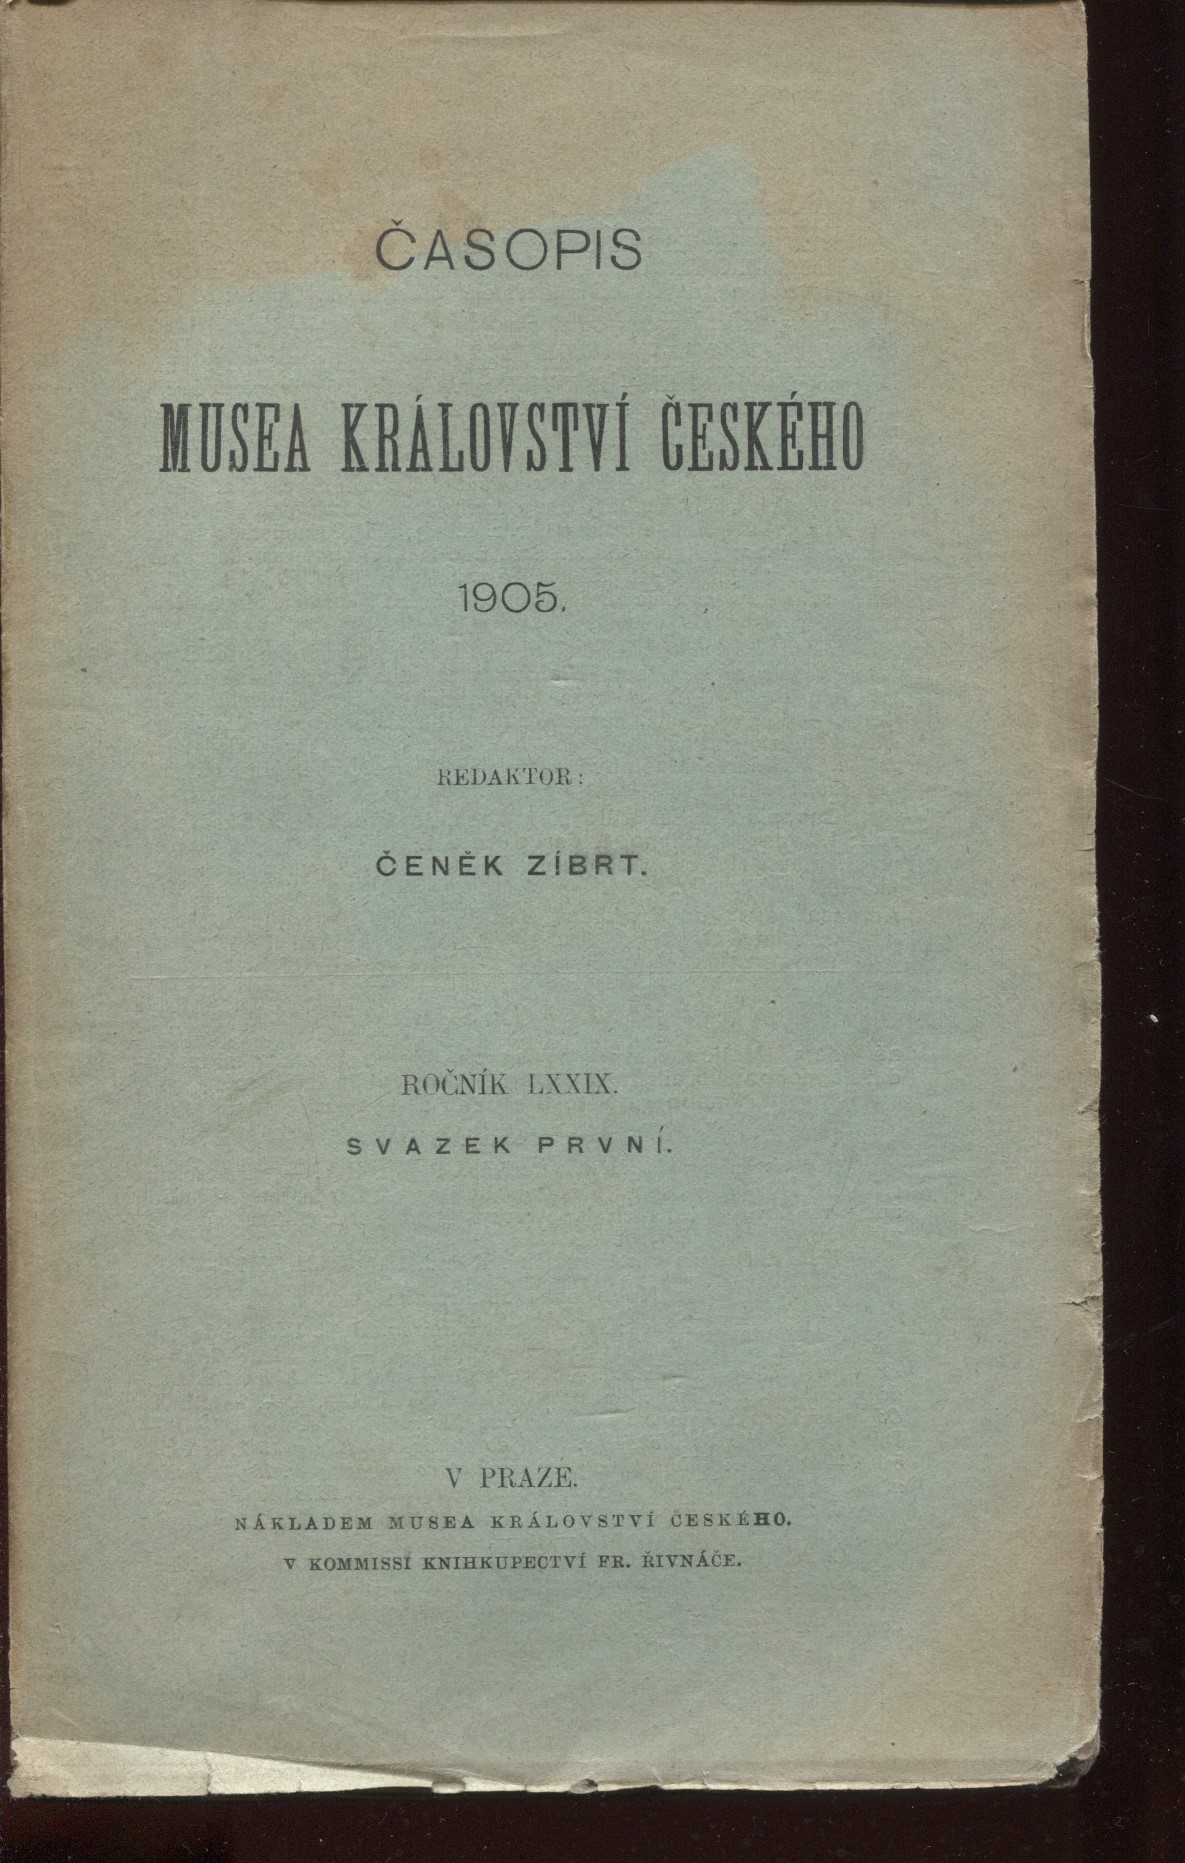 ČASOPIS
MUSEA KRÁLOVSTVÍ ČESKÉHO
1905.
REDAKTOR:
ČENĚK ZÍBRT.
ROČNÍK LXXIX.
SVAZEK PRVNÍ.
V PRAZE.
NÁKLADEM MUSEA KRÁLOVSTVÍ ČESKÉHO.
V KOMMISSÍ KNIHKUPECTVÍ FR. ŘIVNÁČE.